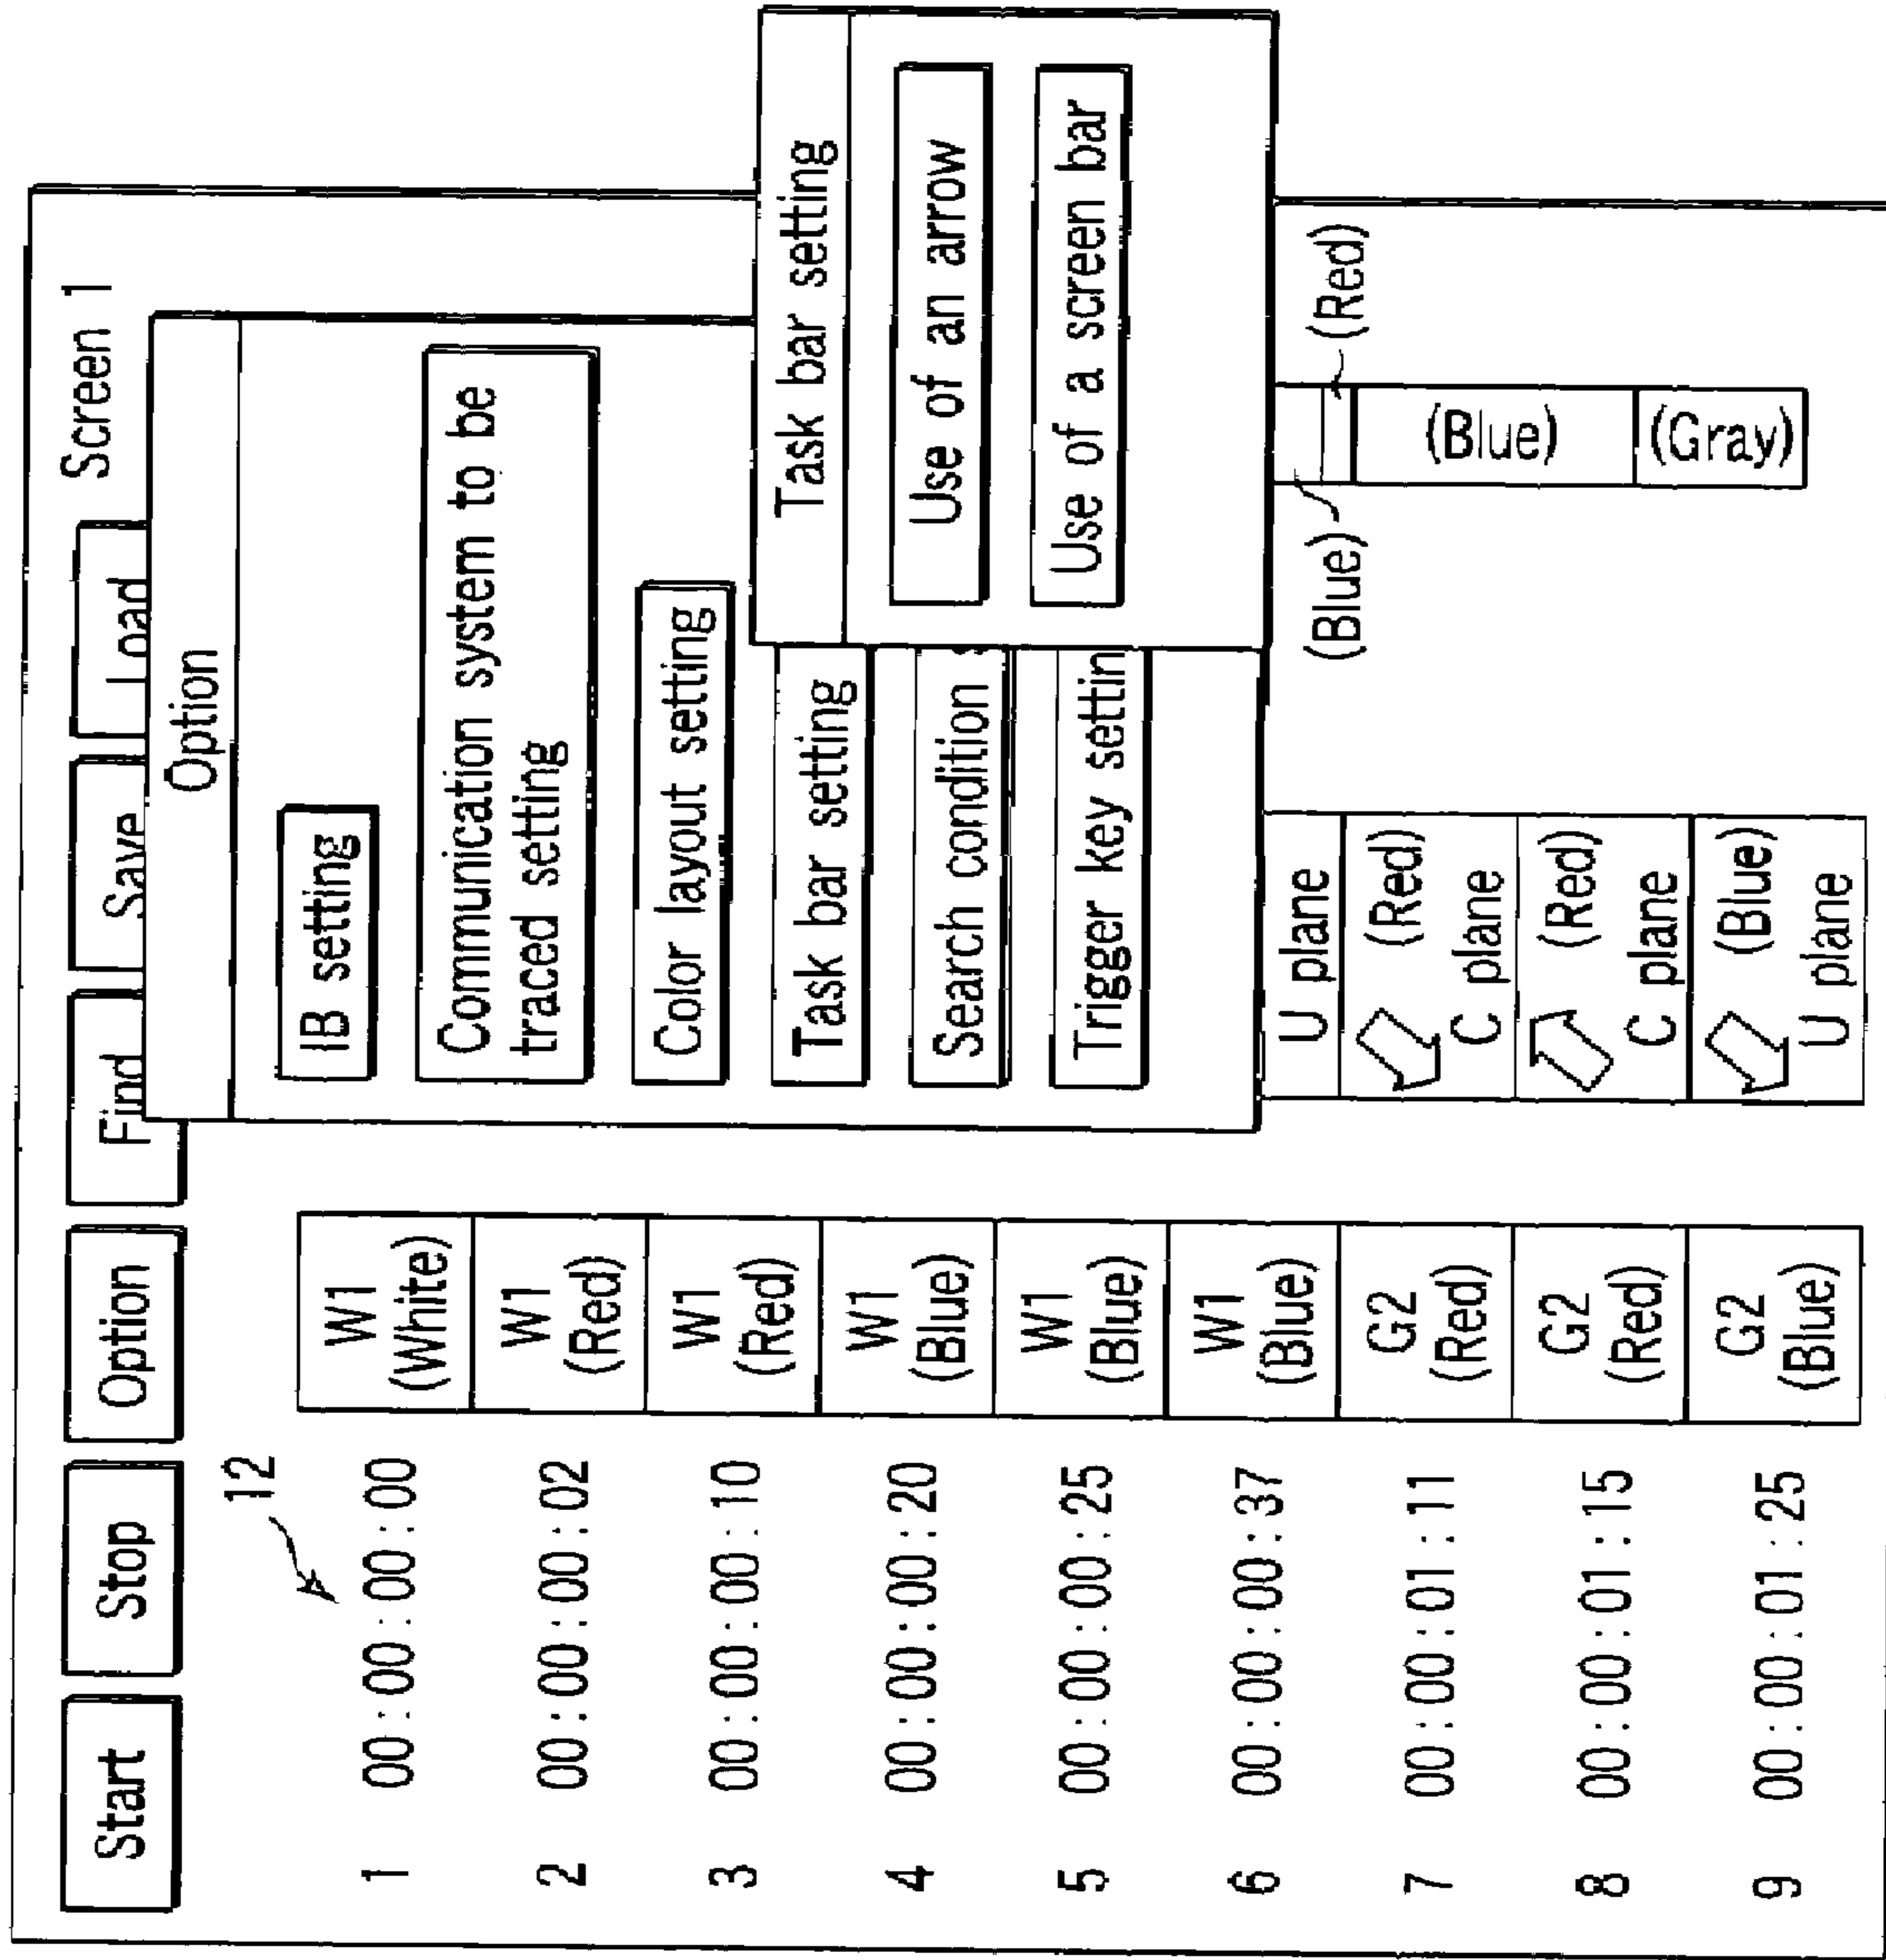 Screen 1
Start
Stop
Option
Find
Save
Load
Option
IB setting
Communication system to be
traced setting
Color layout setting
Task bar setting
Search condition
Trigger key settin
Task bar setting
Use of an arrow
Use of a screen bar
12
1 00:00:00:00 W1
(White)
2 00:00:00:02 W1
(Red)
3 00:00:00:10 W1
(Red)
4 00:00:00:20 W1
(Blue)
5 00:00:00:25 W1
(Blue)
6 00:00:00:37 W1
(Blue)
U plane
(Blue)
(Red)
7 00:00:01:11 G2
(Red)
(Red)
C plane
(Blue)
8 00:00:01:15 G2
(Red)
(Red)
C plane
9 00:00:01:25 G2
(Blue)
(Blue)
U plane
(Gray)